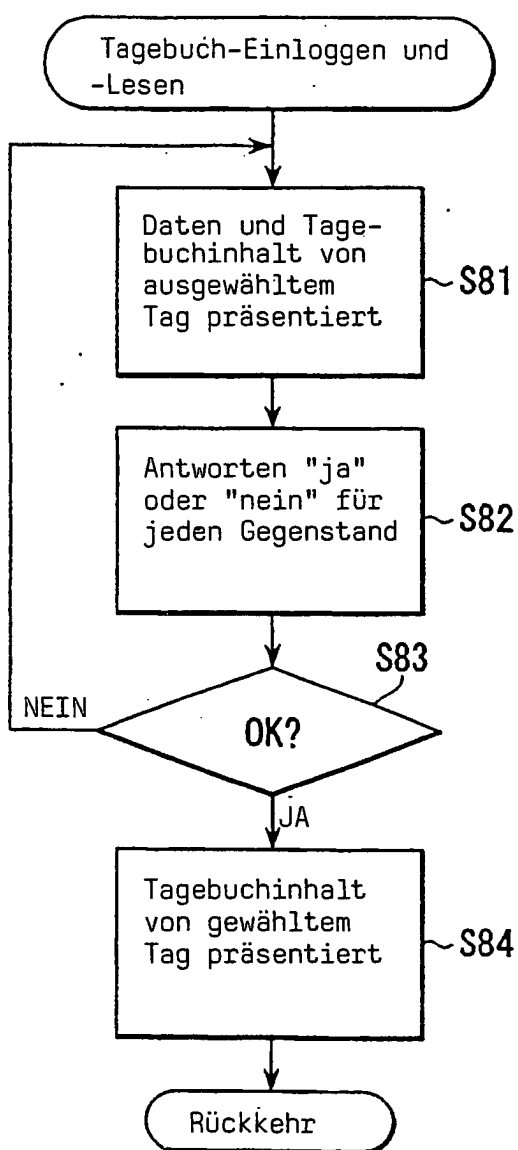 Tagebuch-Einloggen und
-Lesen
Daten und Tage-
buchinhalt von
ausgewähltem
Tag präsentiert
S81
Antworten "ja"
oder "nein" für
jeden Gegenstand
S82
S83
NEIN
OK?
JA
Tagebuchinhalt
von gewähltem
Tag präsentiert
S84
Rückkehr